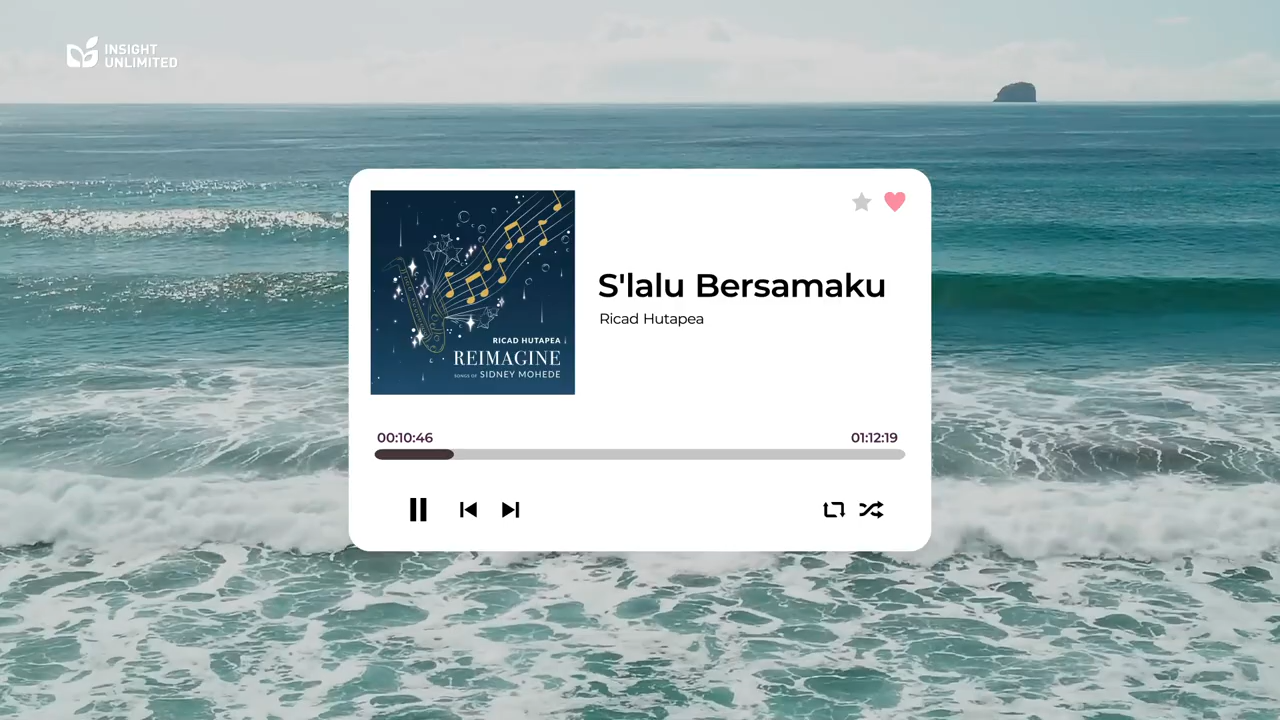 INSIGHT
UNLIMITED
S'lalu Bersamaku
Ricad Hutapea
RICAD HUTAPEA
REIMAGINE
SONGS OF SIDNEY MOHEDE
00:10:46
01:12:19